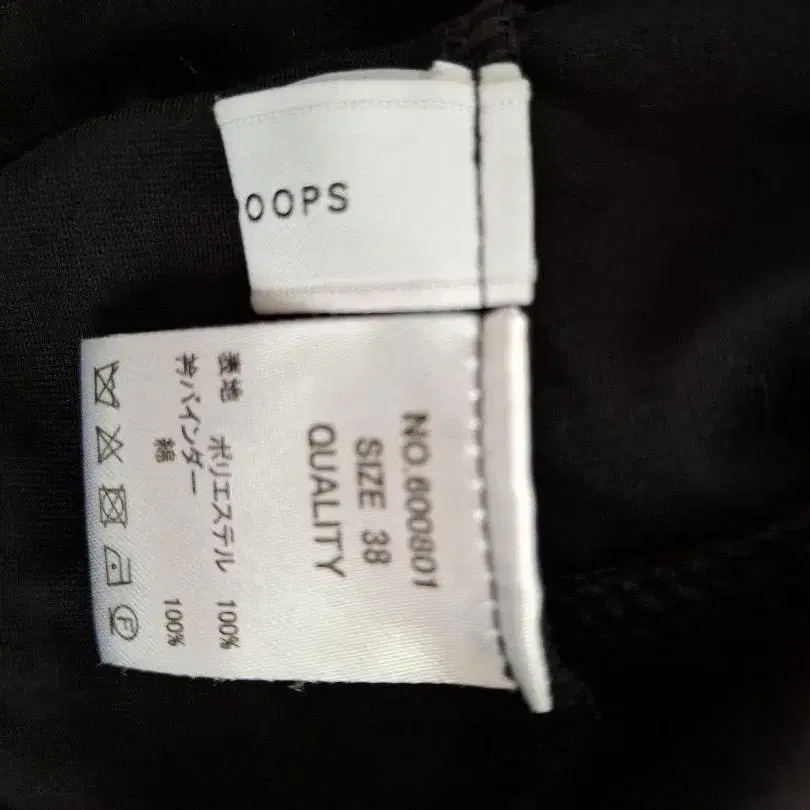 OOPS
NO.600801
SIZE 38
QUALITY
表地 ポリエステル 100%
衿バインダー
綿 100%
F